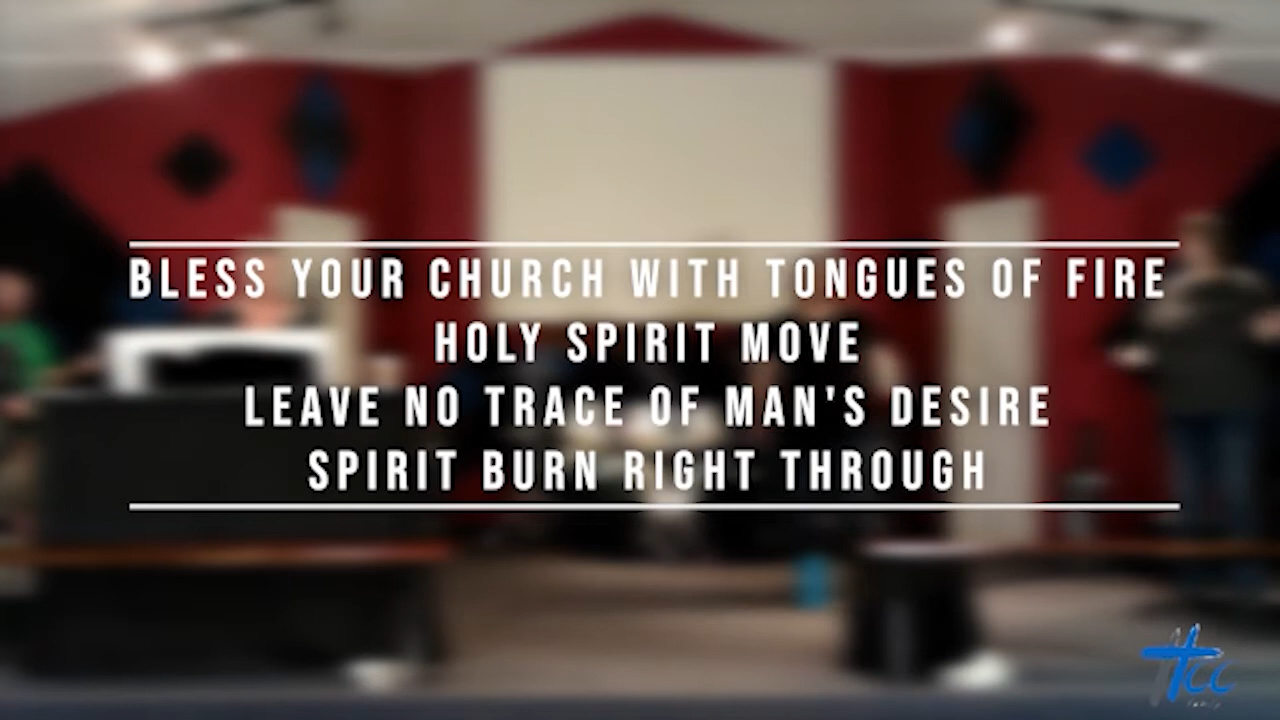 BLESS YOUR CHURCH WITH TONGUES OF FIRE
HOLY SPIRIT MOVE
LEAVE NO TRACE OF MAN'S DESIRE
SPIRIT BURN RIGHT THROUGH
tcc